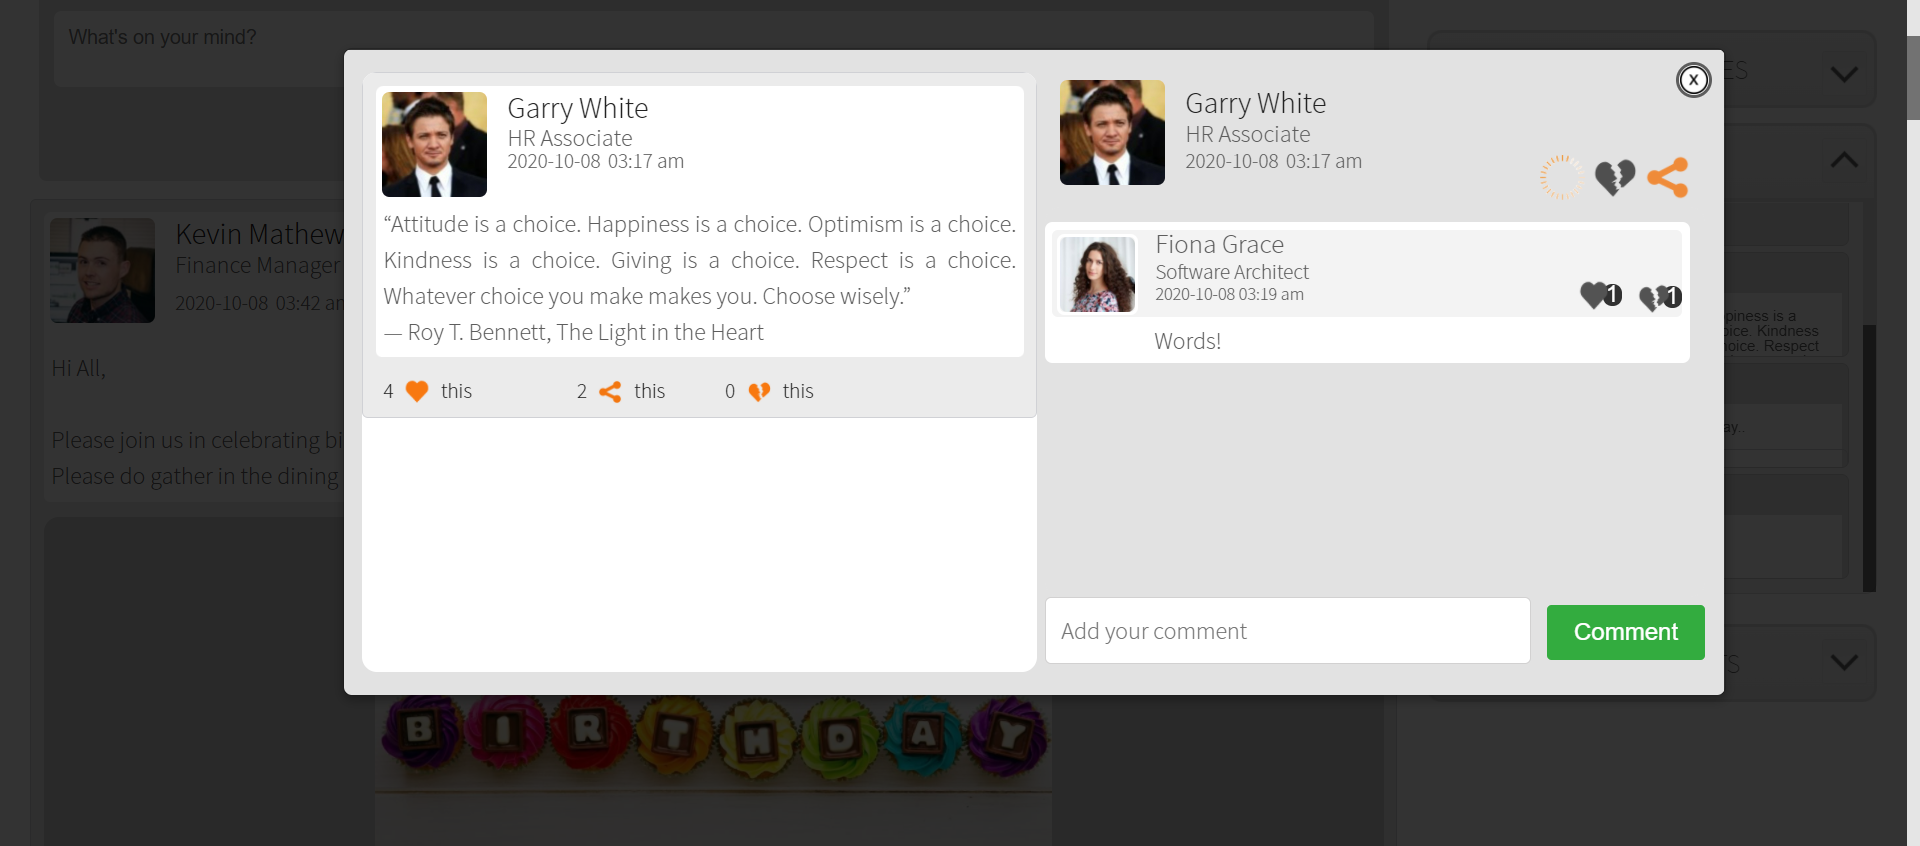 What's on your mind?
ES
Kevin Mathew
Finance Manager
2020-10-08 03:42 am
Hi All,
Please join us in celebrating bi
Please do gather in the dining
Garry White
HR Associate
2020-10-08 03:17 am
“Attitude is a choice. Happiness is a choice. Optimism is a choice.
Kindness is a choice. Giving is a choice. Respect is a choice.
Whatever choice you make makes you. Choose wisely.”
— Roy T. Bennett, The Light in the Heart
4 this
2 this
0 this
Garry White
HR Associate
2020-10-08 03:17 am
X
Fiona Grace
Software Architect
2020-10-08 03:19 am
1
1
Words!
Add your comment
Comment
piness is a
oice. Kindness
hoice. Respect
ay..
TS
BIRTHDAY